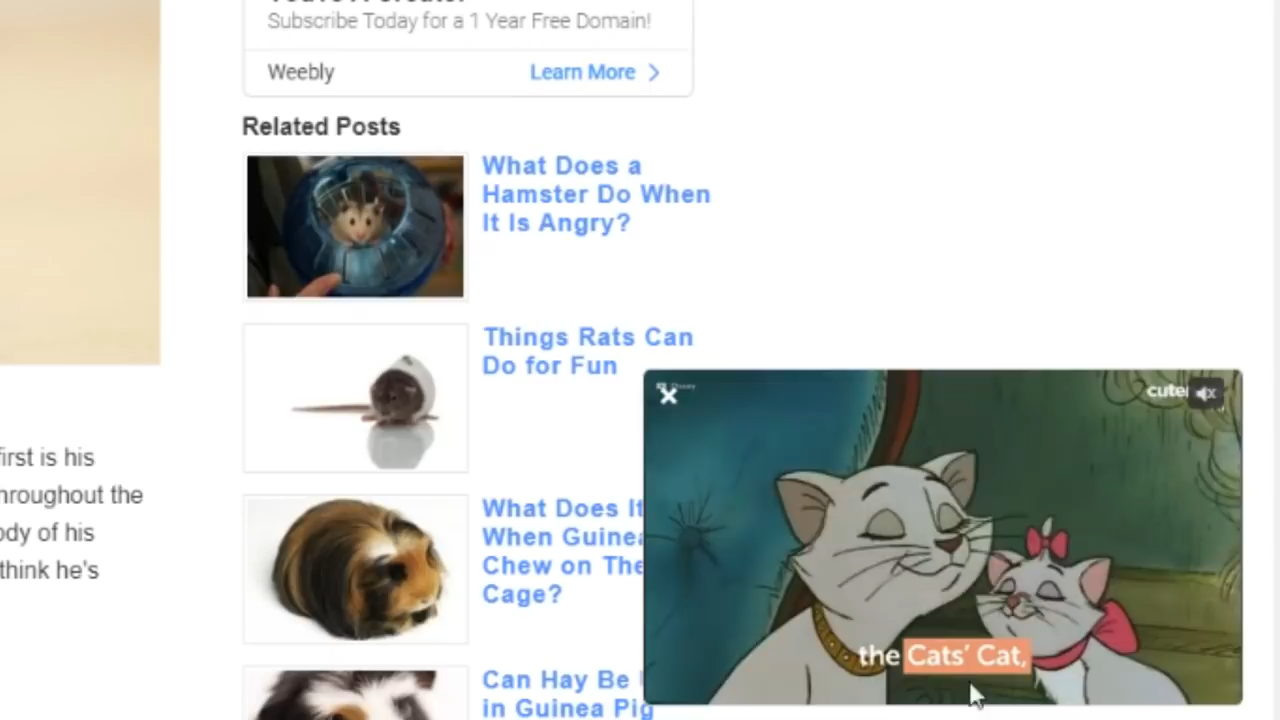 Subscribe Today for a 1 Year Free Domain!
Weebly
Learn More
Related Posts
What Does a
Hamster Do When
It Is Angry?
Things Rats Can
Do for Fun
first is his
hroughout the
ody of his
think he's
What Does It
When Guinea
Chew on The
Cage?
Can Hay Be
in Guinea Pig
Disney
cute
the Cats' Cat,